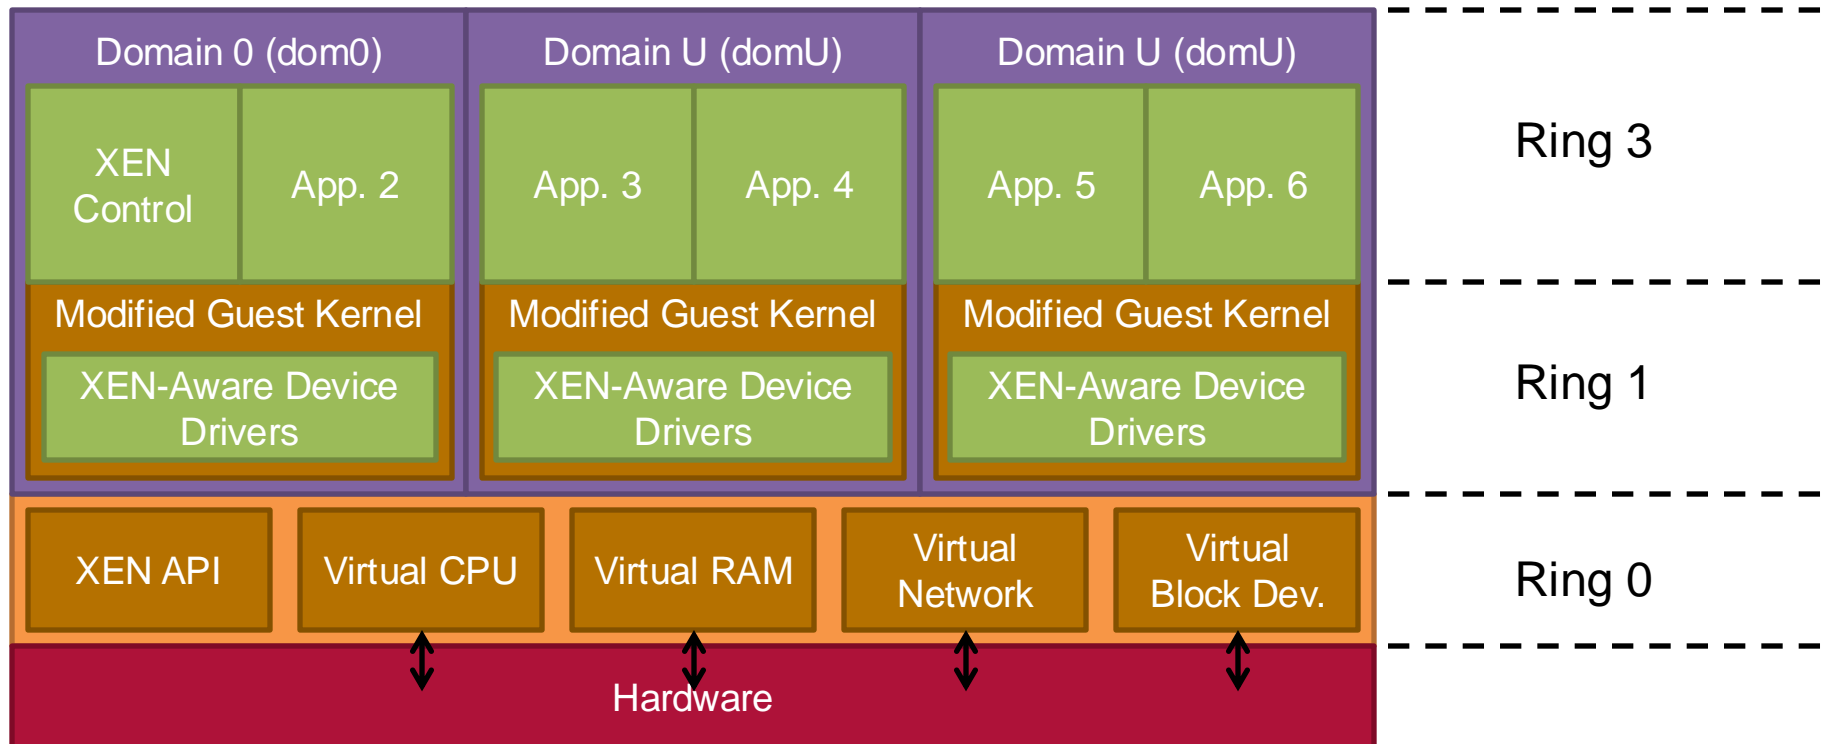 Domain 0 (dom0)
Domain U (domU)
Domain U (domU)
XEN
Control
App. 2
App. 3
App. 4
App. 5
App. 6
Ring 3
Modified Guest Kernel
Modified Guest Kernel
Modified Guest Kernel
XEN-Aware Device
Drivers
XEN-Aware Device
Drivers
XEN-Aware Device
Drivers
Ring 1
XEN API
Virtual CPU
Virtual RAM
Virtual
Network
Virtual
Block Dev.
Ring 0
Hardware